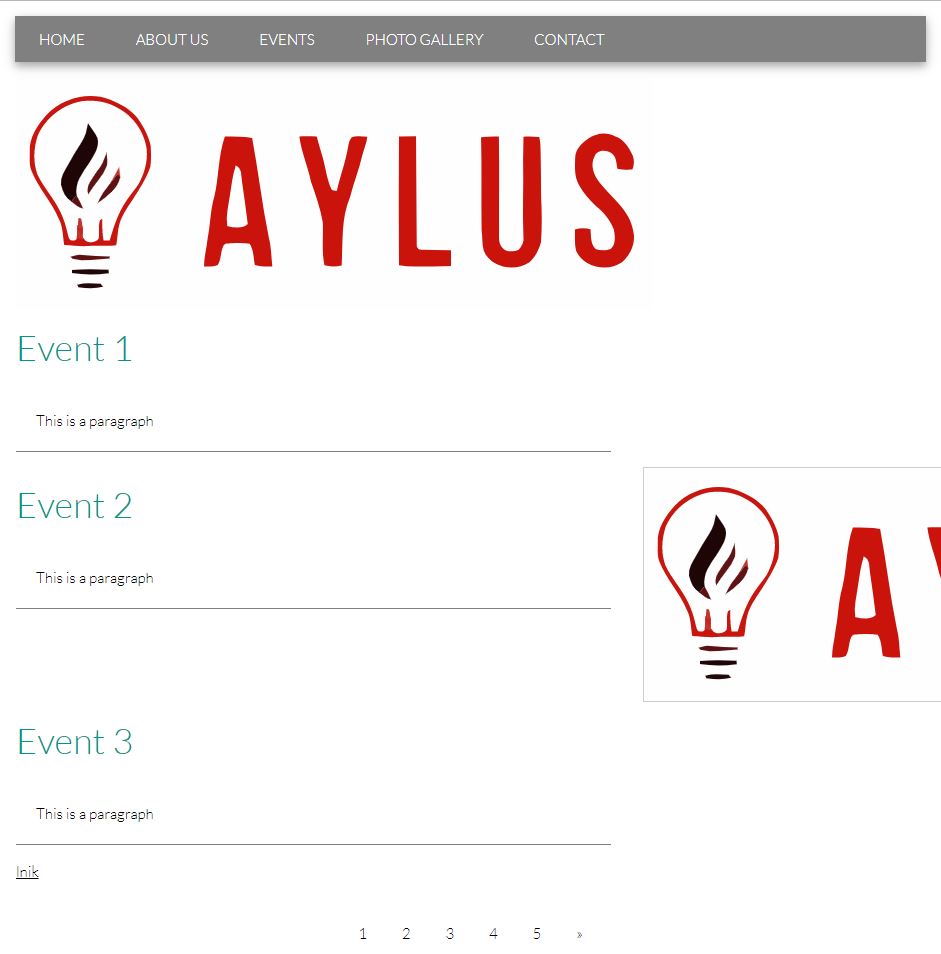 HOME ABOUT US EVENTS PHOTO GALLERY CONTACT
AYLUS
Event 1
This is a paragraph
Event 2
This is a paragraph
AY
Event 3
This is a paragraph
lnik
1 2 3 4 5 »